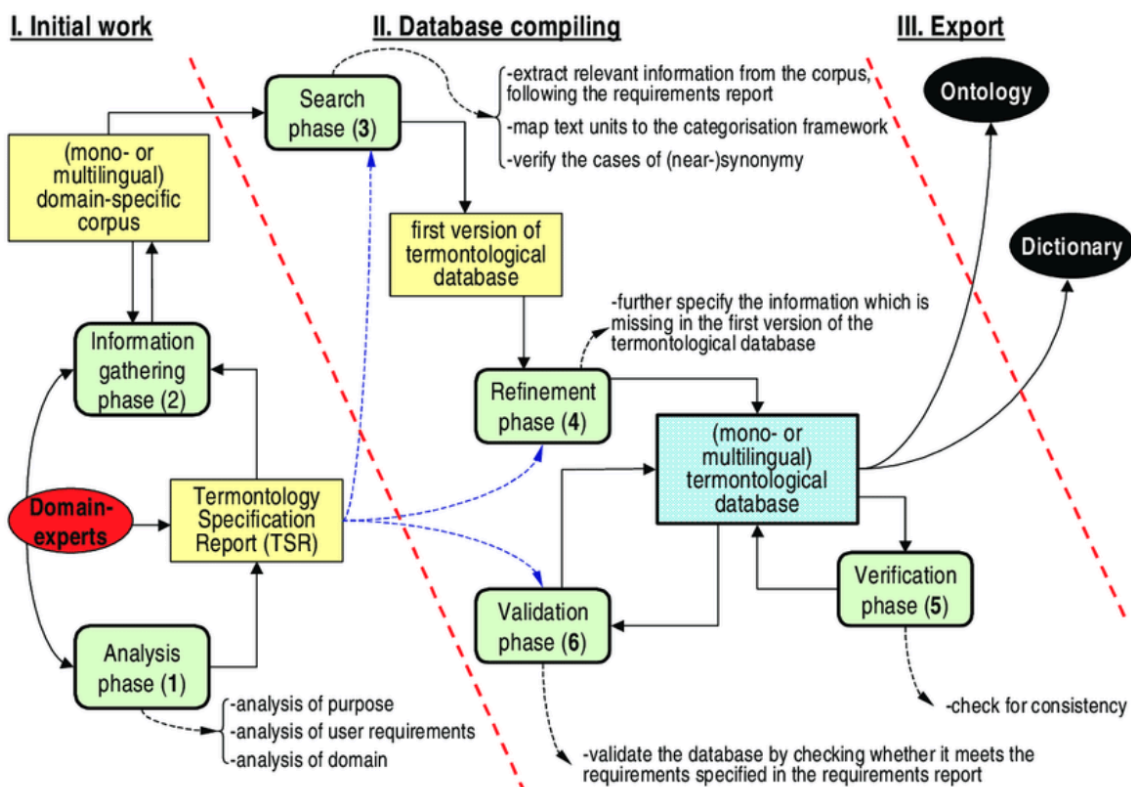 I. Initial work
II. Database compiling
III. Export
Search
phase (3)
-extract relevant information from the corpus,
following the requirements report
-map text units to the categorisation framework
-verify the cases of (near-)synonymy
Ontology
(mono- or
multilingual)
domain-specific
corpus
first version of
termontological
database
Dictionary
-further specify the information which is
missing in the first version of the
termontological database
Information
gathering
phase (2)
Refinement
phase (4)
(mono- or
multilingual)
termontological
database
Domain-
experts
Termontology
Specification
Report (TSR)
Verification
phase (5)
Validation
phase (6)
Analysis
phase (1)
-analysis of purpose
-analysis of user requirements
-analysis of domain
-check for consistency
-validate the database by checking whether it meets the
requirements specified in the requirements report